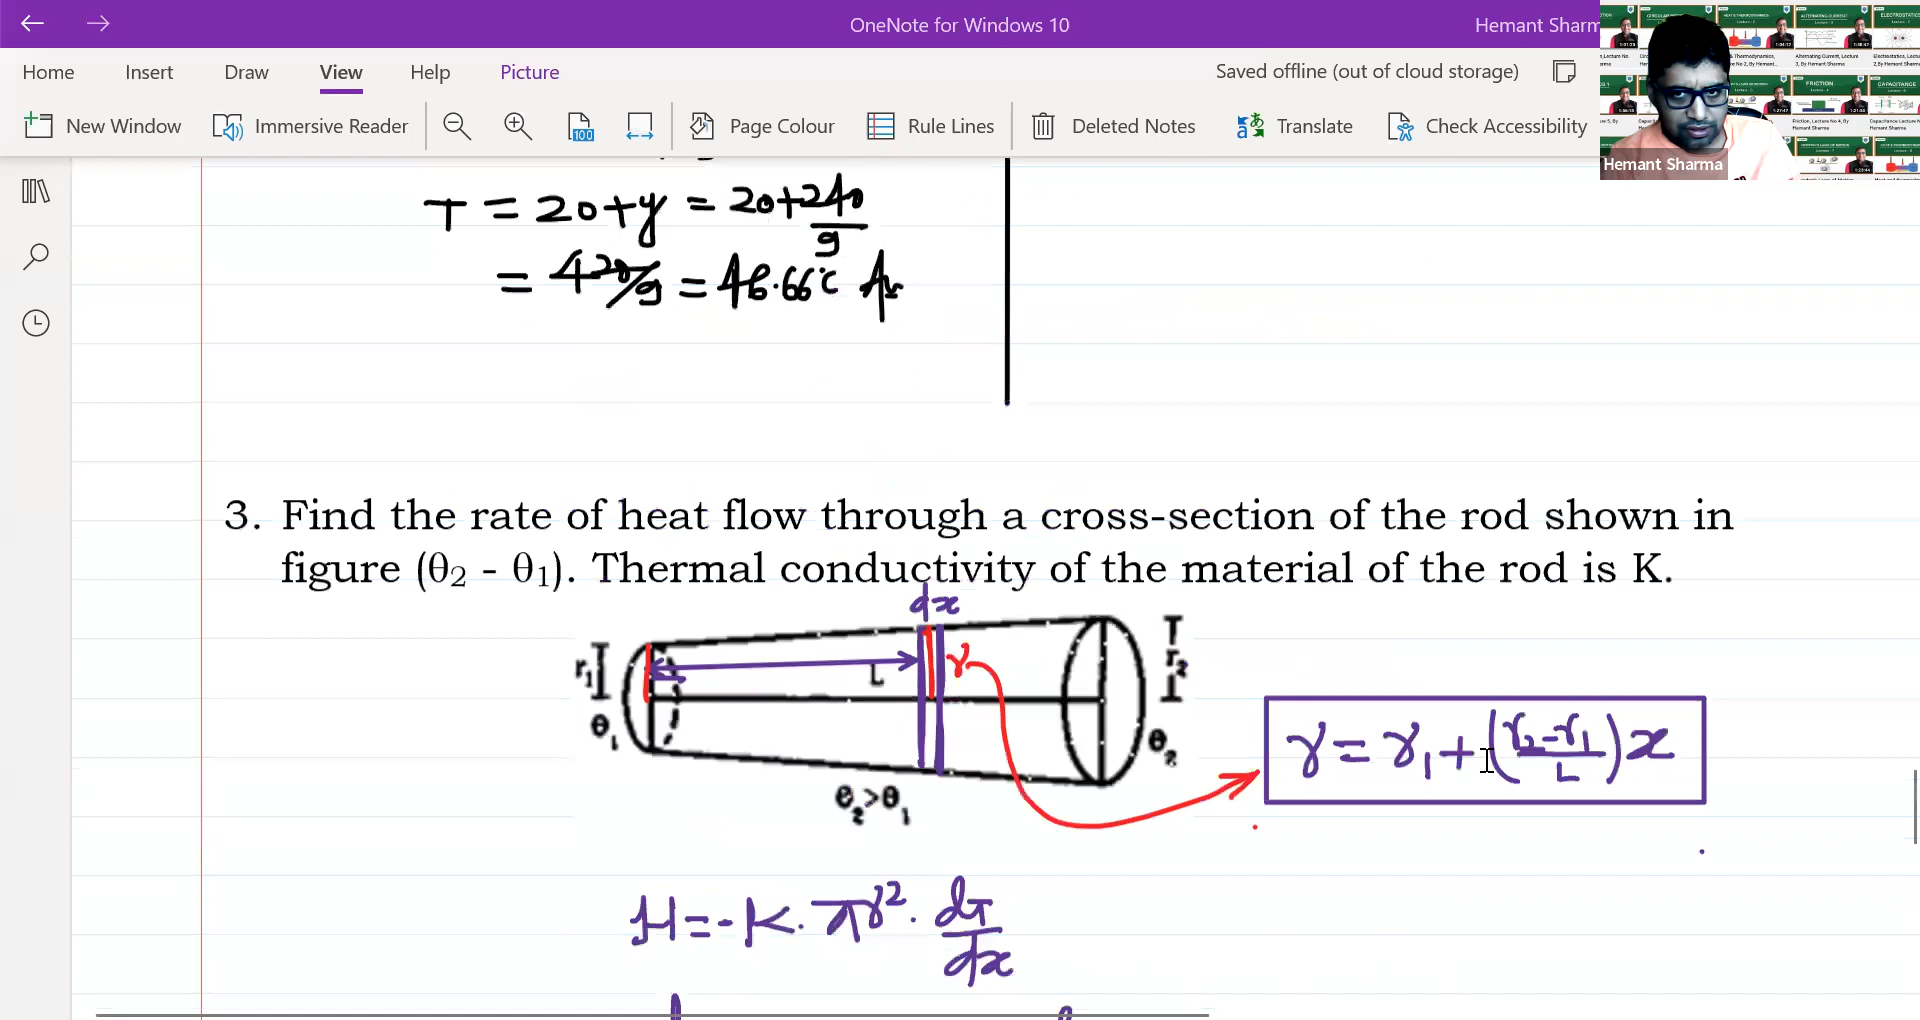 OneNote for Windows 10
Hemant Sharm
Home Insert Draw View Help Picture
Saved offline (out of cloud storage)
New Window Immersive Reader 100 Page Colour Rule Lines Deleted Notes Translate Check Accessibility
Hemant Sharma
T = 20+y = 20+240/9
= 420/9 = 46.66°C Ans
3. Find the rate of heat flow through a cross-section of the rod shown in
figure (θ2 - θ1). Thermal conductivity of the material of the rod is K.
dx
r1 L r r2
θ1 θ2
θ2>θ1
r = r1 + (r2-r1/L)x
H = -K. πr². dT/dx